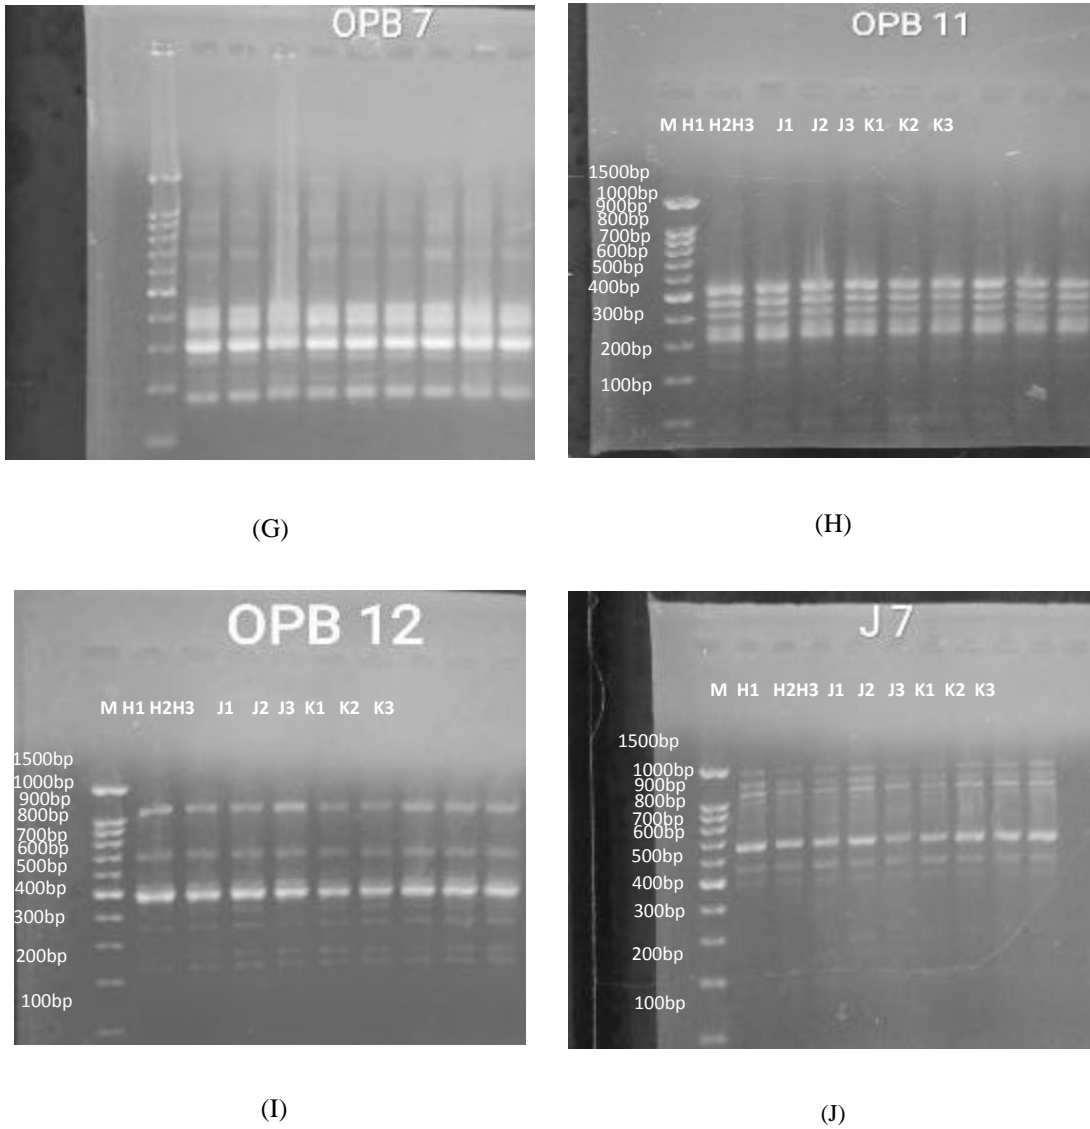 OPB 7
OPB 11
M H1 H2H3 J1 J2 J3 K1 K2 K3
1500bp
1000bp
900bp
800bp
700bp
600bp
500bp
400bp
300bp
200bp
100bp
(G)
(H)
OPB 12
M H1 H2H3 J1 J2 J3 K1 K2 K3
1500bp
1000bp
900bp
800bp
700bp
600bp
500bp
400bp
300bp
200bp
100bp
J 7
M H1 H2H3 J1 J2 J3 K1 K2 K3
1500bp
1000bp
900bp
800bp
700bp
600bp
500bp
400bp
300bp
200bp
100bp
(I)
(J)